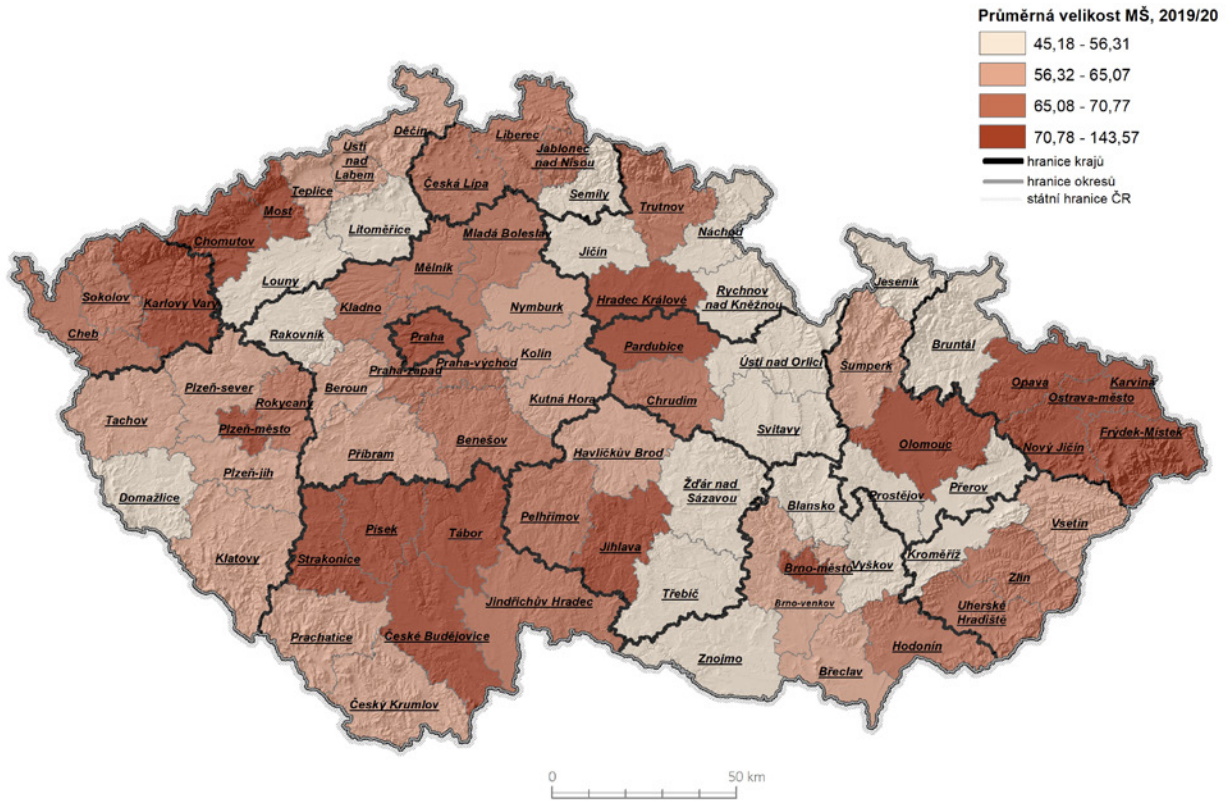 Průměrná velikost MŠ, 2019/20
45,18 - 56,31
56,32 - 65,07
65,08 - 70,77
70,78 - 143,57
hranice krajů
hranice okresů
státní hranice ČR
Děčín
Ústí
nad
Labem
Liberec
Jablonec
nad Nisou
Teplice
Česká Lípa
Semily
Most
Trutnov
Litoměřice
Mladá Bolesla
Náchod
Chomutov
Jičín
Mělník
Louny
Jeseník
Sokolov
Karlovy Vary
Kladno
Nymburk
Hradec Králové
Rychnov
nad Kněžnou
Cheb
Rakovník
Praha
Bruntál
Pardubice
Kolín
Praha-východ
Praha-západ
Ústí nad Orlicí
Šumperk
Plzeň-sever
Beroun
Opava
Karviná
Ostrava-město
Rokycany
Kutná Hora
Chrudim
Tachov
Plzeň-město
Svitavy
Frýdek-Místek
Benešov
Olomouc
Nový Jičín
Příbram
Havlíčkův Brod
Plzeň-jih
Domažlice
Žďár nad
Sázavou
Přerov
Prostějov
Blansko
Pelhřimov
Písek
Tábor
Vsetín
Jihlava
Strakonice
Klatovy
Kroměříž
Brno-město
Vyškov
Zlín
Třebíč
Jindřichův Hradec
Brno-venkov
Uherské
Hradiště
Prachatice
České Budějovice
Hodonín
Znojmo
Břeclav
Český Krumlov
0
50 km